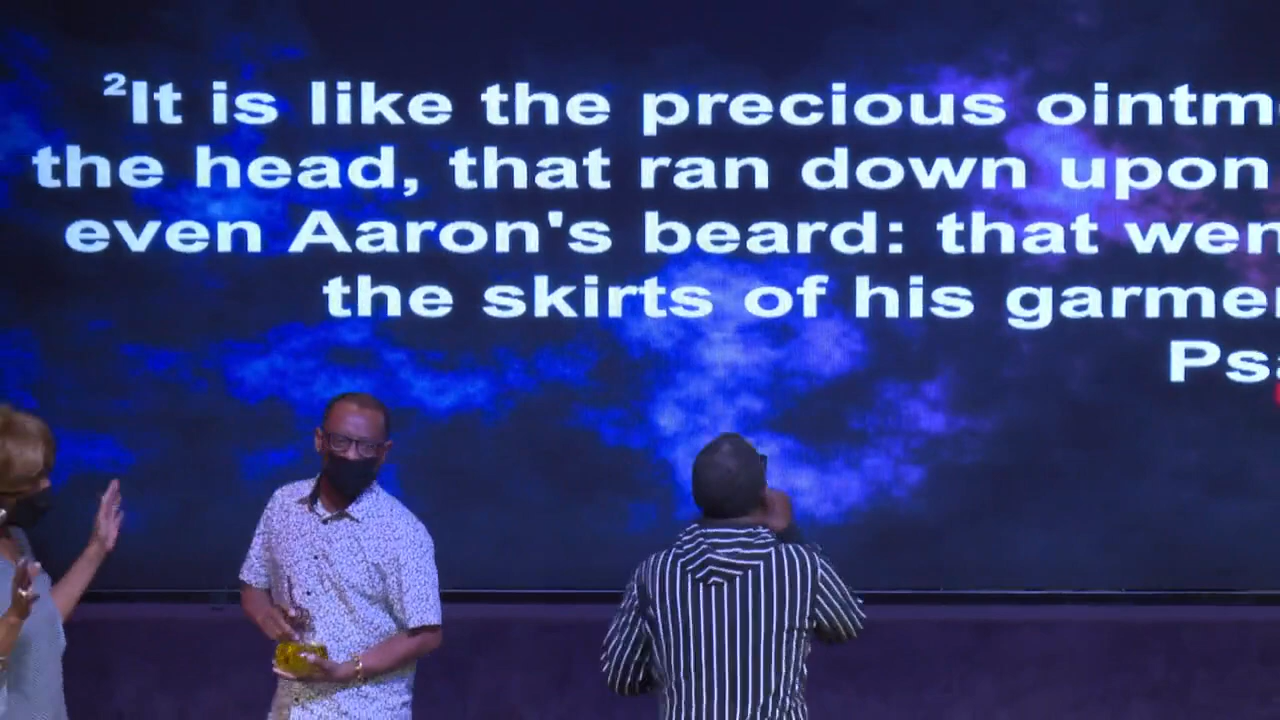 ²It is like the precious ointm
the head, that ran down upon
even Aaron's beard: that wen
the skirts of his garme
Psa